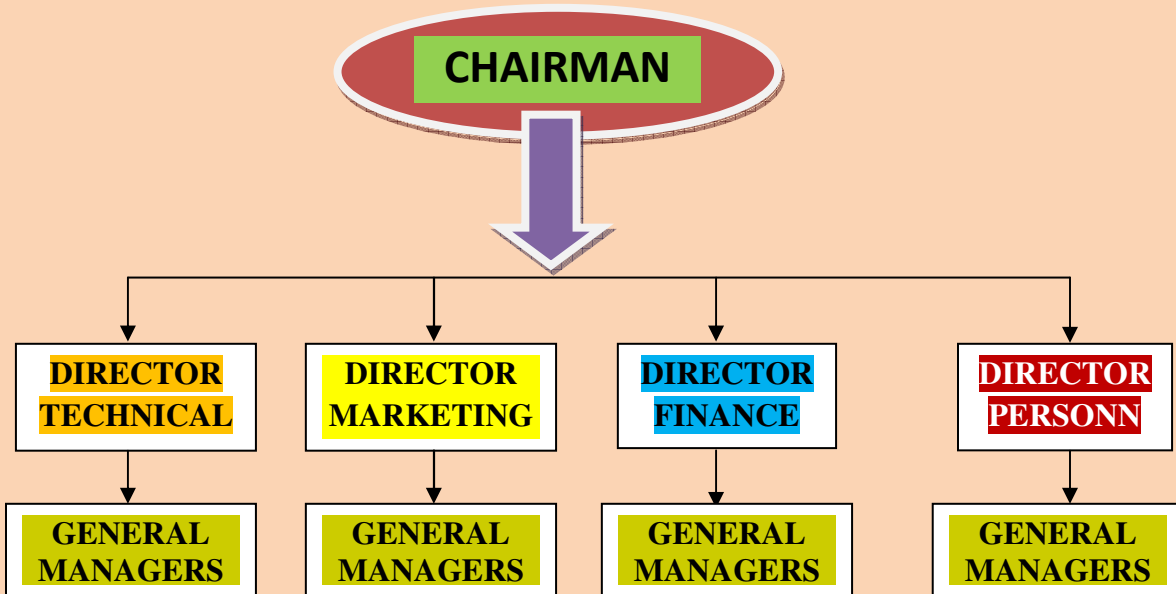 CHAIRMAN
DIRECTOR
TECHNICAL
DIRECTOR
MARKETING
DIRECTOR
FINANCE
DIRECTOR
PERSONN
GENERAL
MANAGERS
GENERAL
MANAGERS
GENERAL
MANAGERS
GENERAL
MANAGERS